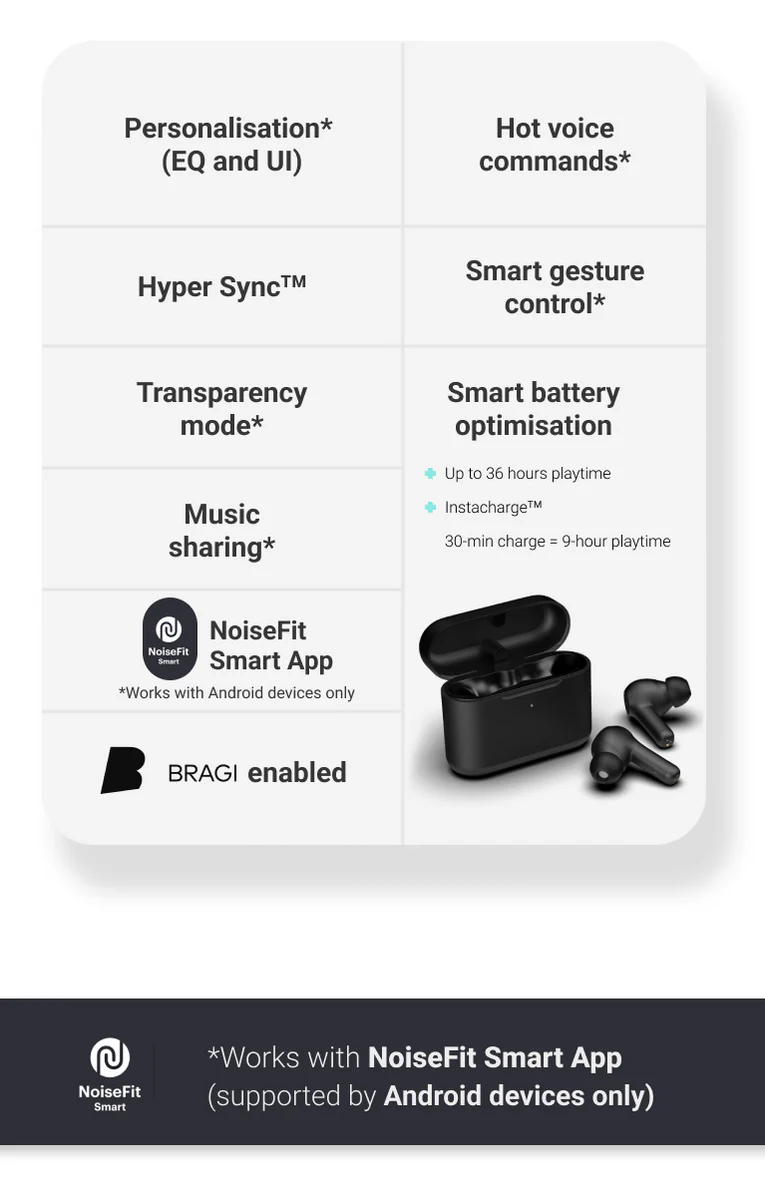 Personalisation*
(EQ and UI)
Hot voice
commands*
Hyper Sync™
Smart gesture
control*
Transparency
mode*
Smart battery
optimisation
Up to 36 hours playtime
Instacharge™
30-min charge = 9-hour playtime
Music
sharing*
NoiseFit
Smart
NoiseFit
Smart App
*Works with Android devices only
BRAGI enabled
NoiseFit
Smart
*Works with NoiseFit Smart App
(supported by Android devices only)